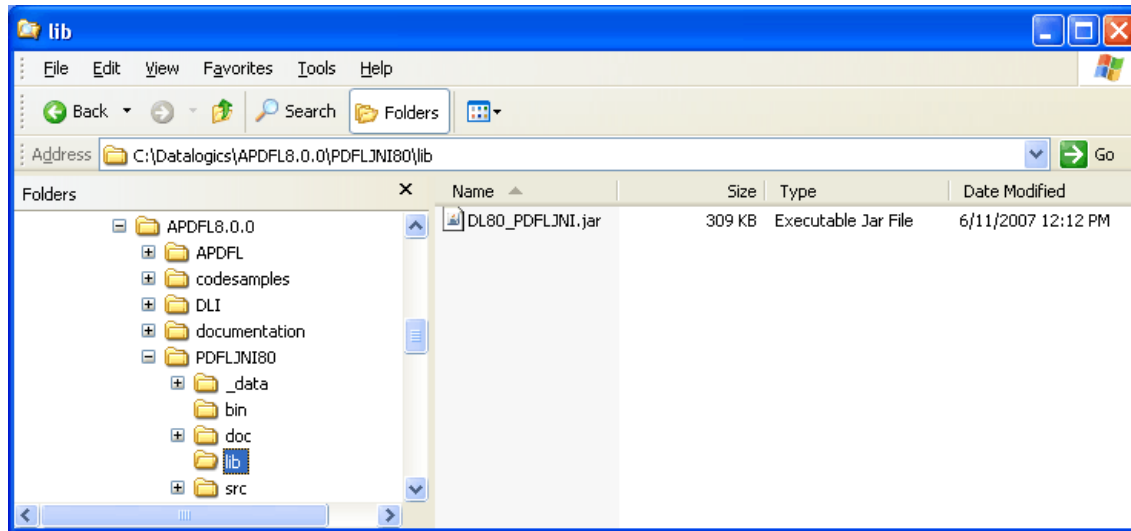 lib
File Edit View Favorites Tools Help
Back Search Folders
Address C:\Datalogics\APDFL8.0.0\PDFLJNI80\lib Go
Folders Name Size Type Date Modified
APDFL8.0.0 DL80_PDFLJNI.jar 309 KB Executable Jar File 6/11/2007 12:12 PM
APDFL
codesamples
DLI
documentation
PDFLJNI80
_data
bin
doc
lib
src